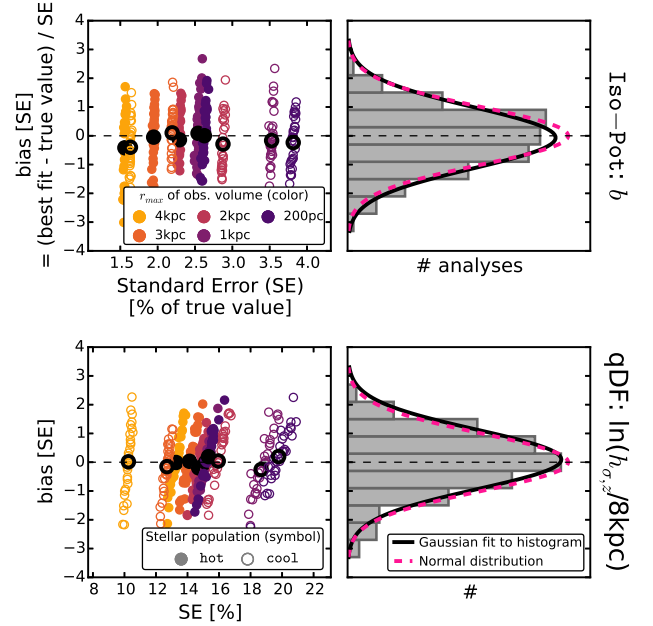 4
3
2
1
0
−1
−2
−3
−4
bias [SE]
= (best fit - true value) / SE
r_max of obs. volume (color)
4kpc 2kpc 200pc
3kpc 1kpc
1.5 2.0 2.5 3.0 3.5 4.0
Standard Error (SE)
[% of true value]
# analyses
Iso−Pot: b
4
3
2
1
0
−1
−2
−3
−4
bias [SE]
Stellar population (symbol)
hot cool
8 10 12 14 16 18 20 22
SE [%]
Gaussian fit to histogram
Normal distribution
#
qDF: ln(h_{σ,z}/8kpc)